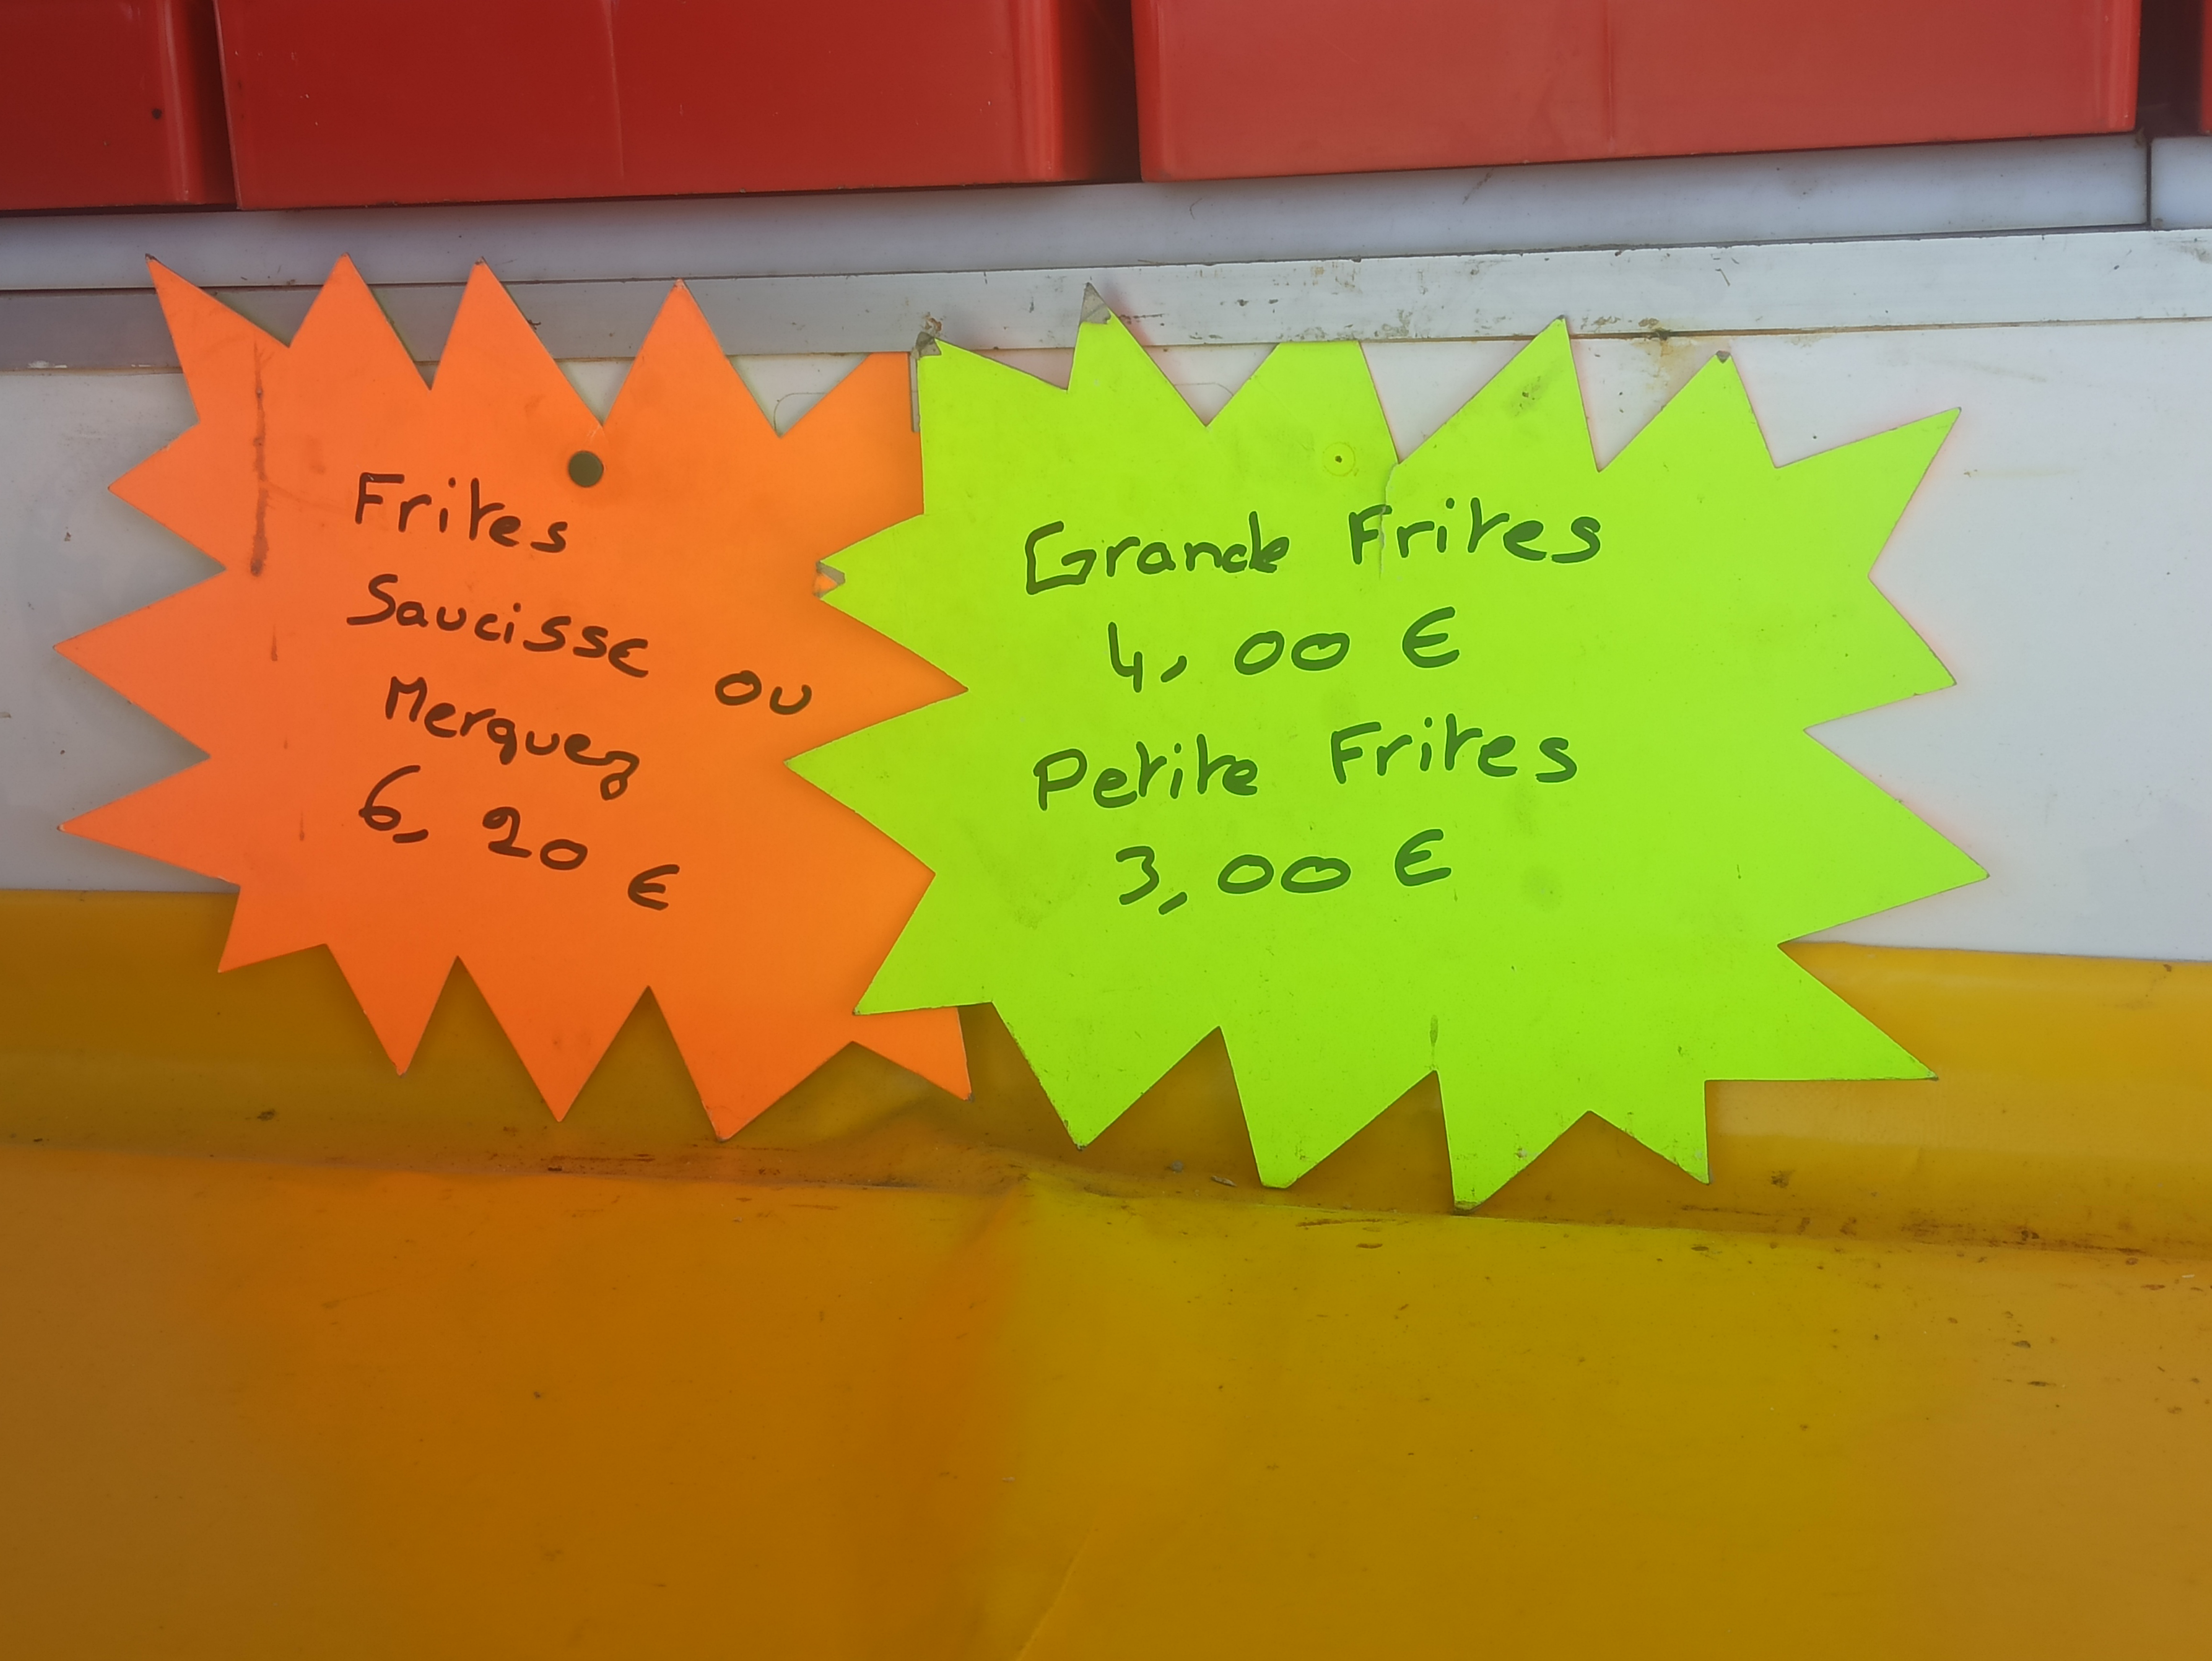 Frites
Saucisse ou
Merguez
6,20 €
Grande Frites
4,00 €
Petite Frites
3,00 €